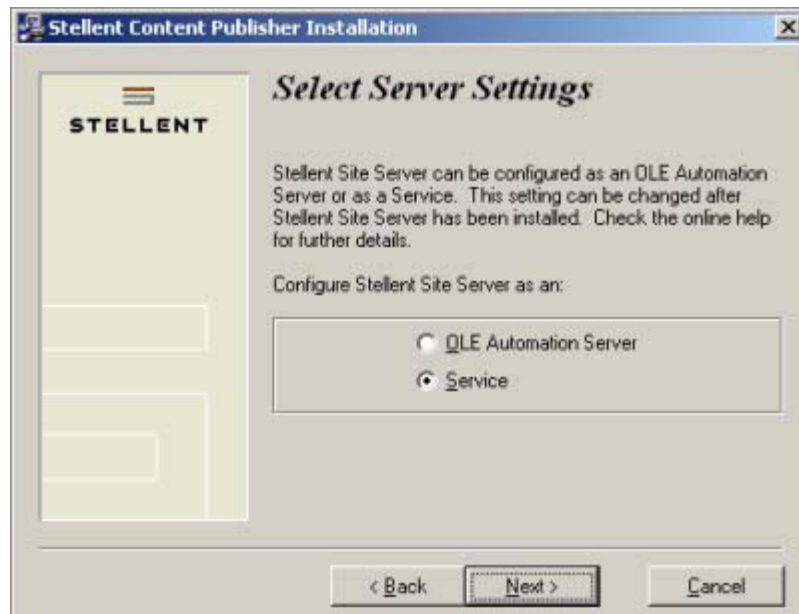 Stellent Content Publisher Installation
STELLENT
Select Server Settings
Stellent Site Server can be configured as an OLE Automation
Server or as a Service. This setting can be changed after
Stellent Site Server has been installed. Check the online help
for further details.
Configure Stellent Site Server as an:
OLE Automation Server
Service
< Back
Next >
Cancel